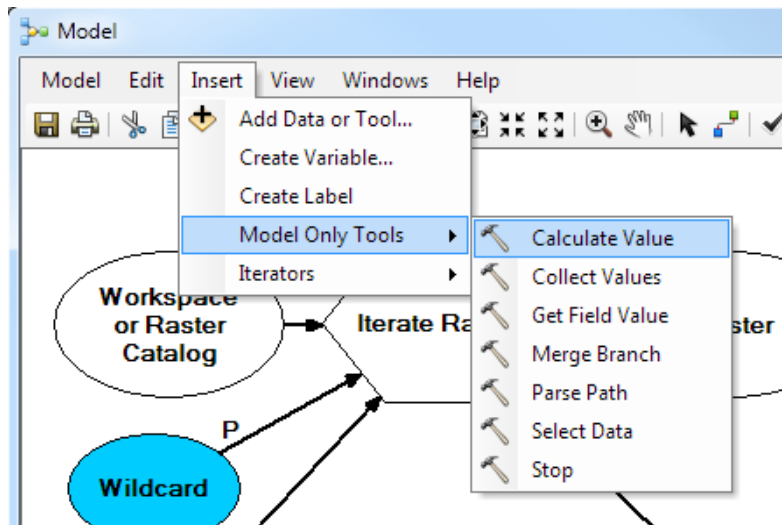 Model
Model Edit Insert View Windows Help
Add Data or Tool...
Create Variable...
Create Label
Model Only Tools
Iterators
Calculate Value
Collect Values
Get Field Value
Merge Branch
Parse Path
Select Data
Stop
Workspace
or Raster
Catalog
Iterate Ra
ster
P
Wildcard